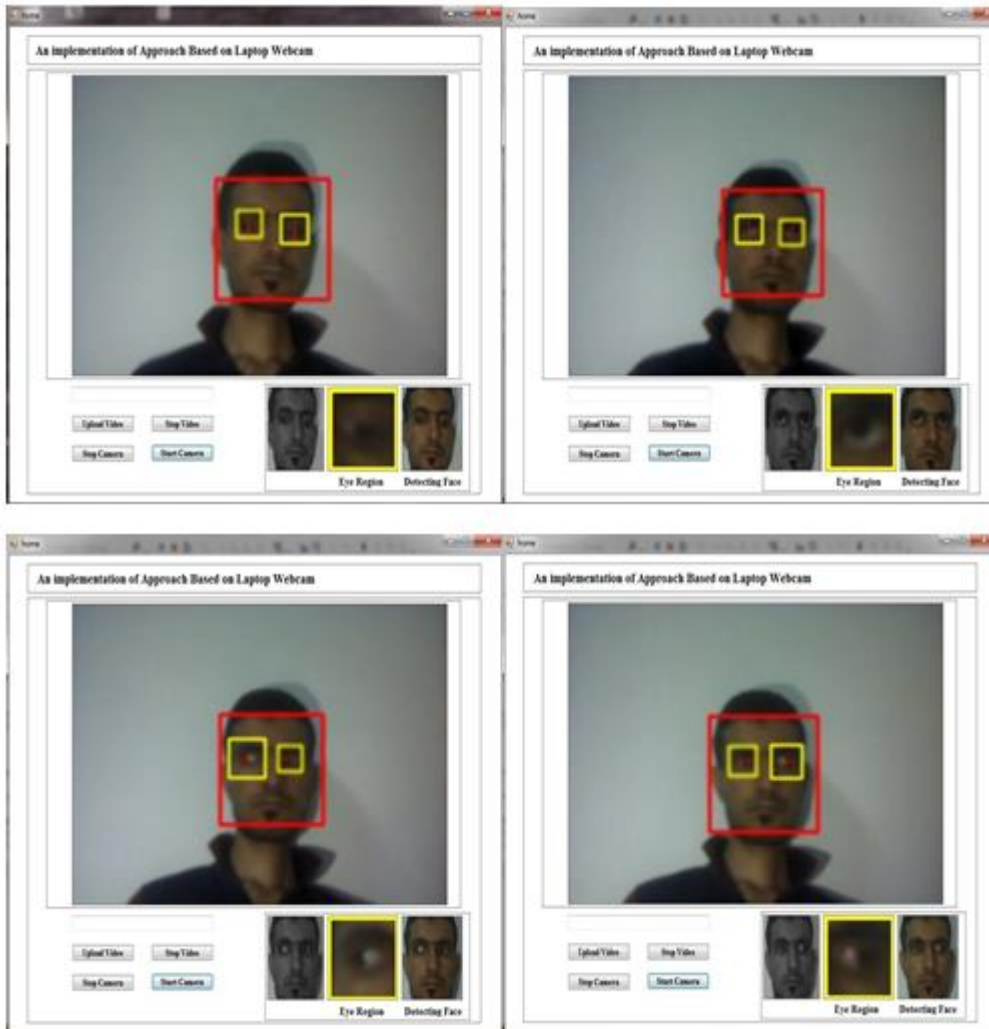 home
An implementation of Approach Based on Laptop Webcam
Upload Video Stop Video
Stop Camera Start Camera
Eye Region Detecting Face
home
An implementation of Approach Based on Laptop Webcam
Upload Video Stop Video
Stop Camera Start Camera
Eye Region Detecting Face
home
An implementation of Approach Based on Laptop Webcam
Upload Video Stop Video
Stop Camera Start Camera
Eye Region Detecting Face
home
An implementation of Approach Based on Laptop Webcam
Upload Video Stop Video
Stop Camera Start Camera
Eye Region Detecting Face